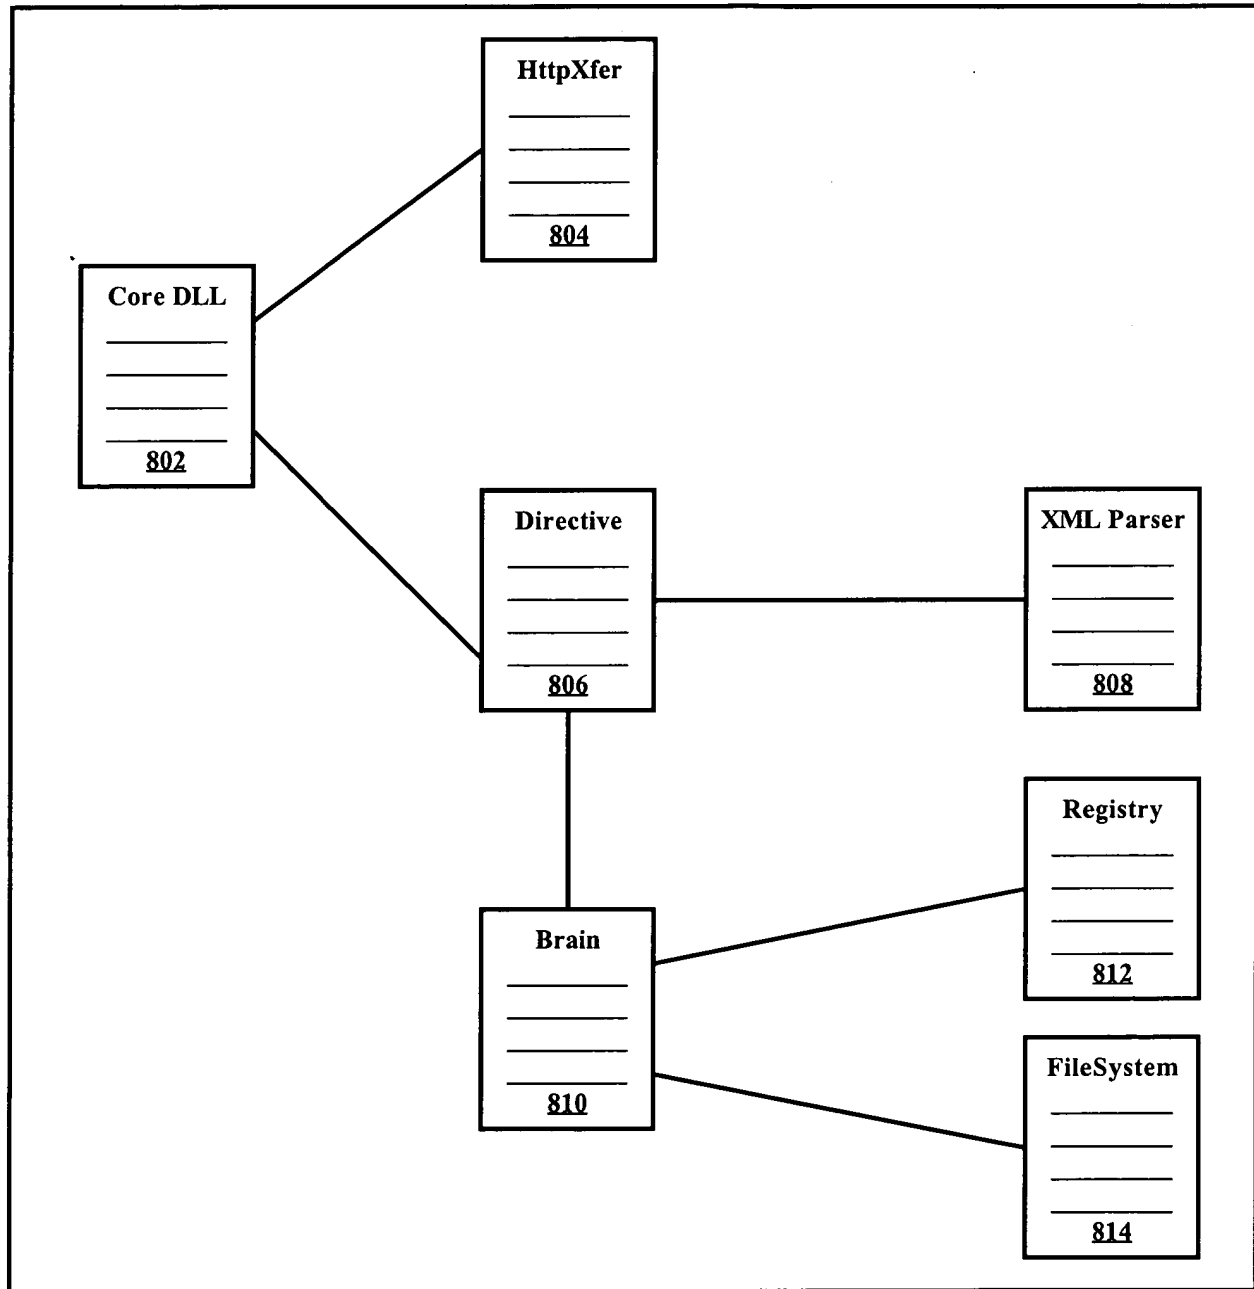 HttpXfer
804
Core DLL
802
Directive
806
XML Parser
808
Registry
812
Brain
810
FileSystem
814